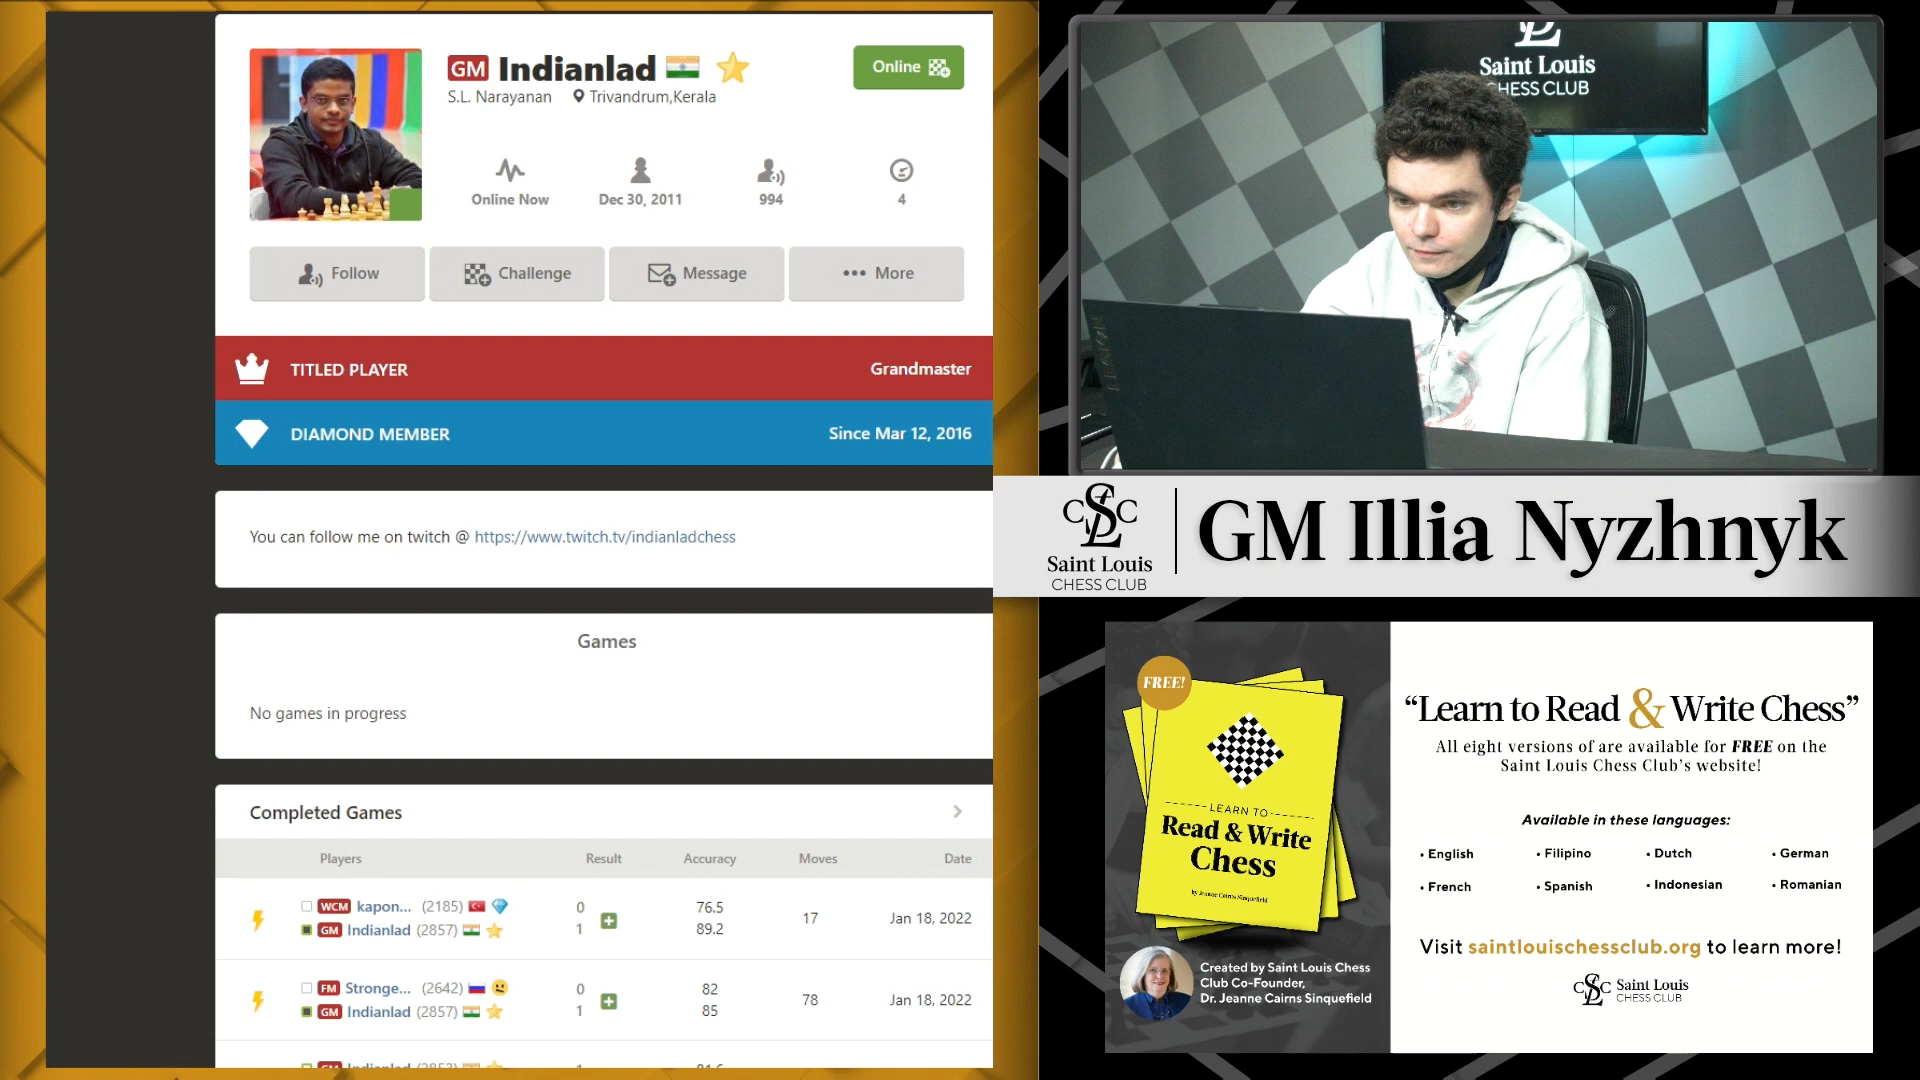 GM Indianlad
S.L. Narayanan Trivandrum,Kerala
Online
Online Now
Dec 30, 2011
994
4
Follow
Challenge
Message
More
TITLED PLAYER Grandmaster
DIAMOND MEMBER Since Mar 12, 2016
You can follow me on twitch @ https://www.twitch.tv/indianladchess
Games
No games in progress
Completed Games
Players Result Accuracy Moves Date
WCM kapon... (2185) 0 76.5
GM Indianlad (2857) 1 89.2
17 Jan 18, 2022
FM Stronge... (2642) 0 82
GM Indianlad (2857) 1 85
78 Jan 18, 2022
Saint Louis
CHESS CLUB
LEGION
CSLC
Saint Louis
CHESS CLUB
GM Illia Nyzhnyk
FREE!
LEARN TO
Read & Write
Chess
by Jeanne Cairns Sinquefield
Created by Saint Louis Chess
Club Co-Founder,
Dr. Jeanne Cairns Sinquefield
“Learn to Read & Write Chess”
All eight versions of are available for FREE on the
Saint Louis Chess Club's website!
Available in these languages:
• English • Filipino • Dutch • German
• French • Spanish • Indonesian • Romanian
Visit saintlouischessclub.org to learn more!
Saint Louis
CHESS CLUB